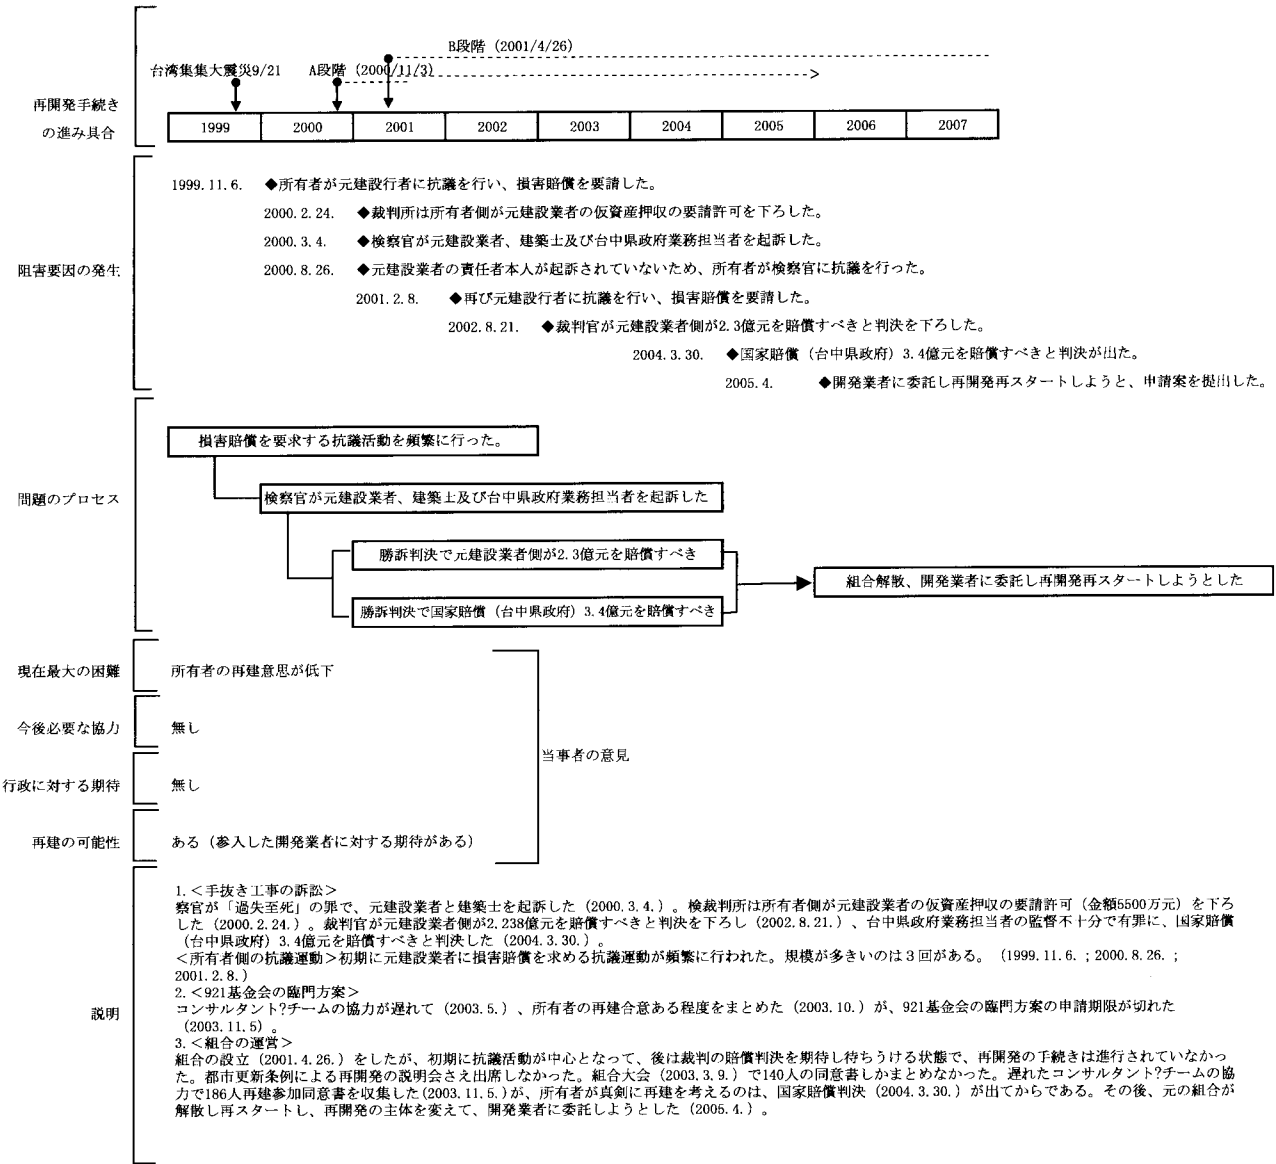 B段階（2001/4/26）
台湾集集大震災9/21　A段階（2000/11/3）
再開発手続き
の進み具合
1999 2000 2001 2002 2003 2004 2005 2006 2007
阻害要因の発生
1999.11.6. ◆所有者が元建設行者に抗議を行い、損害賠償を要請した。
2000.2.24. ◆裁判所は所有者側が元建設業者の仮資産押収の要請許可を下ろした。
2000.3.4. ◆検察官が元建設業者、建築士及び台中県政府業務担当者を起訴した。
2000.8.26. ◆元建設業者の責任者本人が起訴されていないため、所有者が検察官に抗議を行った。
2001.2.8. ◆再び元建設行者に抗議を行い、損害賠償を要請した。
2002.8.21. ◆裁判官が元建設業者側が2.3億元を賠償すべきと判決を下ろした。
2004.3.30. ◆国家賠償（台中県政府）3.4億元を賠償すべきと判決が出た。
2005.4. ◆開発業者に委託し再開発再スタートしようと、申請案を提出した。
問題のプロセス
損害賠償を要求する抗議活動を頻繁に行った。
検察官が元建設業者、建築士及び台中県政府業務担当者を起訴した
勝訴判決で元建設業者側が2.3億元を賠償すべき
勝訴判決で国家賠償（台中県政府）3.4億元を賠償すべき
組合解散、開発業者に委託し再開発再スタートしようとした
現在最大の困難　所有者の再建意思が低下
今後必要な協力　無し
行政に対する期待　無し
再建の可能性　ある（参入した開発業者に対する期待がある）
当事者の意見
説明
1.＜手抜き工事の訴訟＞
察官が「過失至死」の罪で、元建設業者と建築士を起訴した（2000.3.4.）。検裁判所は所有者側が元建設業者の仮資産押収の要請許可（金額5500万元）を下ろ
した（2000.2.24.）。裁判官が元建設業者側が2.238億元を賠償すべきと判決を下ろし（2002.8.21.）、台中県政府業務担当者の監督不十分で有罪に、国家賠償
（台中県政府）3.4億元を賠償すべきと判決した（2004.3.30.）。
＜所有者側の抗議運動＞初期に元建設業者に損害賠償を求める抗議運動が頻繁に行われた。規模が多きいのは３回がある。（1999.11.6.；2000.8.26.；
2001.2.8.）
2.＜921基金会の臨門方案＞
コンサルタント?チームの協力が遅れて（2003.5.）、所有者の再建合意ある程度をまとめた（2003.10.）が、921基金会の臨門方案の申請期限が切れた
（2003.11.5）。
3.＜組合の運営＞
組合の設立（2001.4.26.）をしたが、初期に抗議活動が中心となって、後は裁判の賠償判決を期待し待ちうける状態で、再開発の手続きは進行されていなかっ
た。都市更新条例による再開発の説明会さえ出席しなかった。組合大会（2003.3.9.）で140人の同意書しかまとめなかった。遅れたコンサルタント?チームの協
力で186人再建参加同意書を収集した（2003.11.5.）が、所有者が真剣に再建を考えるのは、国家賠償判決（2004.3.30.）が出てからである。その後、元の組合が
解散し再スタートし、再開発の主体を変えて、開発業者に委託しようとした（2005.4.）。